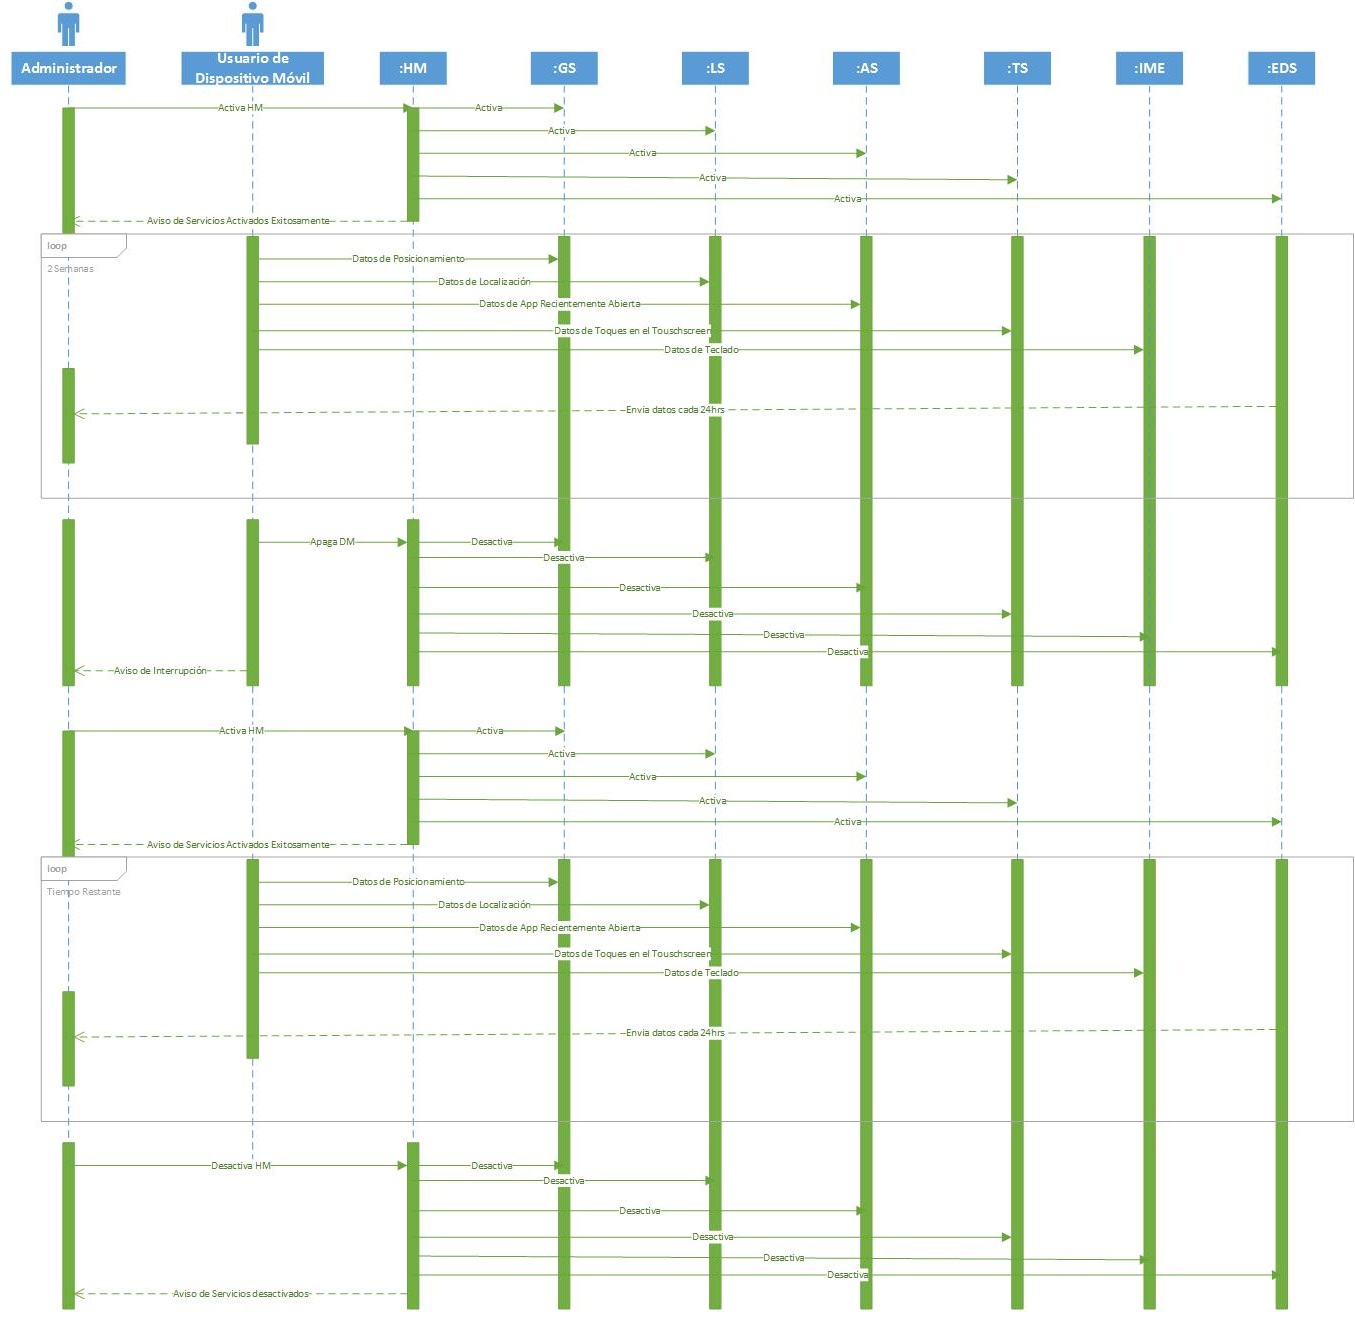 Administrador
Usuario de
Dispositivo Móvil
:HM
:GS
:LS
:AS
:TS
:IME
:EDS
Activa HM
Activa
Activa
Activa
Activa
Activa
Aviso de Servicios Activados Exitosamente
loop
2 Semanas
Datos de Posicionamiento
Datos de Localización
Datos de App Recientemente Abierta
Datos de Toques en el Touschscreen
Datos de Teclado
Envia datos cada 24hrs
Apaga DM
Desactiva
Desactiva
Desactiva
Desactiva
Desactiva
Desactiva
Aviso de Interrupción
Activa HM
Activa
Activa
Activa
Activa
Activa
Aviso de Servicios Activados Exitosamente
loop
Tiempo Restante
Datos de Posicionamiento
Datos de Localización
Datos de App Recientemente Abierta
Datos de Toques en el Touschscreen
Datos de Teclado
Envia datos cada 24hrs
Desactiva HM
Desactiva
Desactiva
Desactiva
Desactiva
Desactiva
Desactiva
Aviso de Servicios desactivados